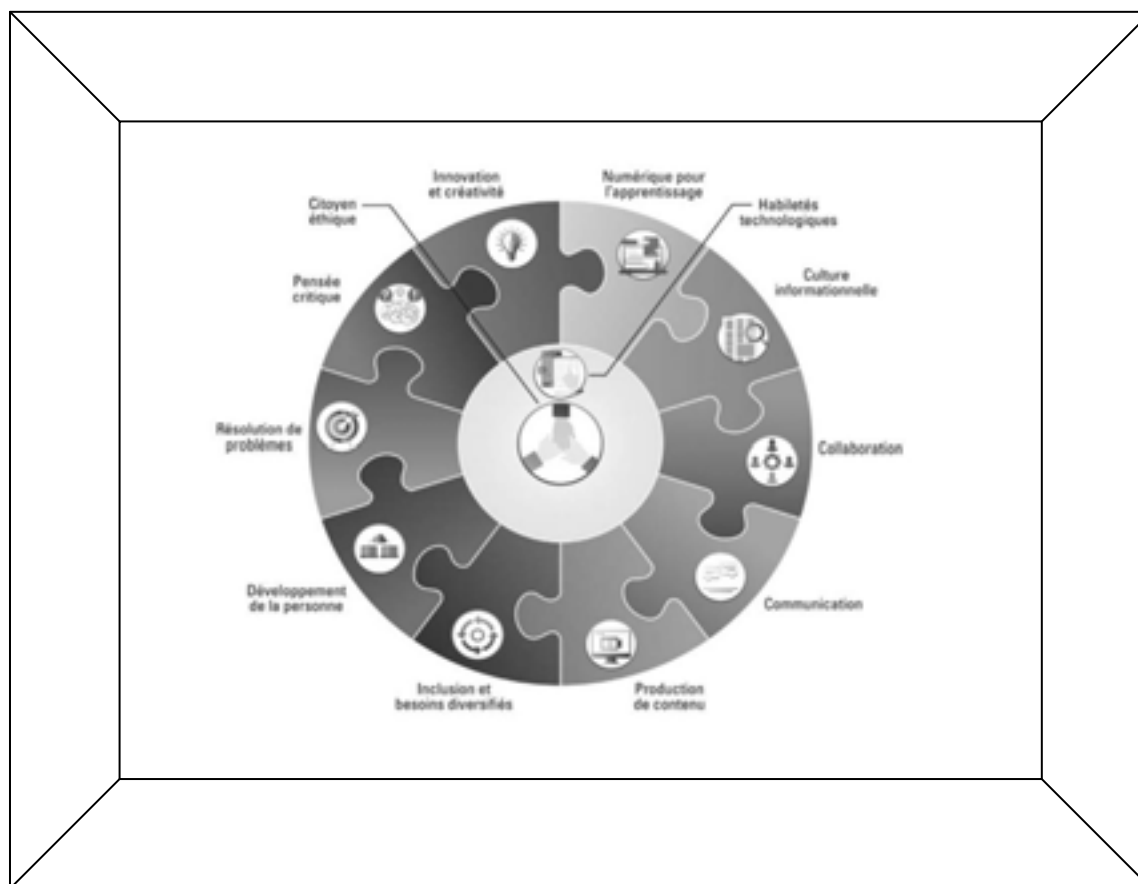 Innovation
et créativité
Numérique pour
l'apprentissage
Citoyen
éthique
Habiletés
technologiques
Pensée
critique
Culture
informationnelle
Résolution de
problèmes
Collaboration
Développement
de la personne
Communication
Inclusion et
besoins diversifiés
Production
de contenu